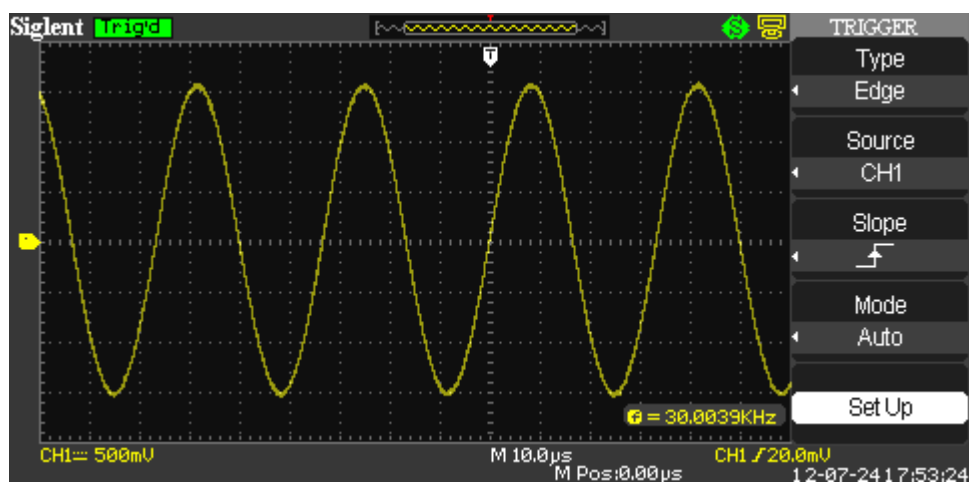 Siglent Trig'd TRIGGER
T
Type
Edge
Source
CH1
Slope
Mode
Auto
f = 30.0039KHz
Set Up
CH1 500mV M 10.0µs CH1 20.0mV
M Pos:0.00µs 12-07-24 17:53:24